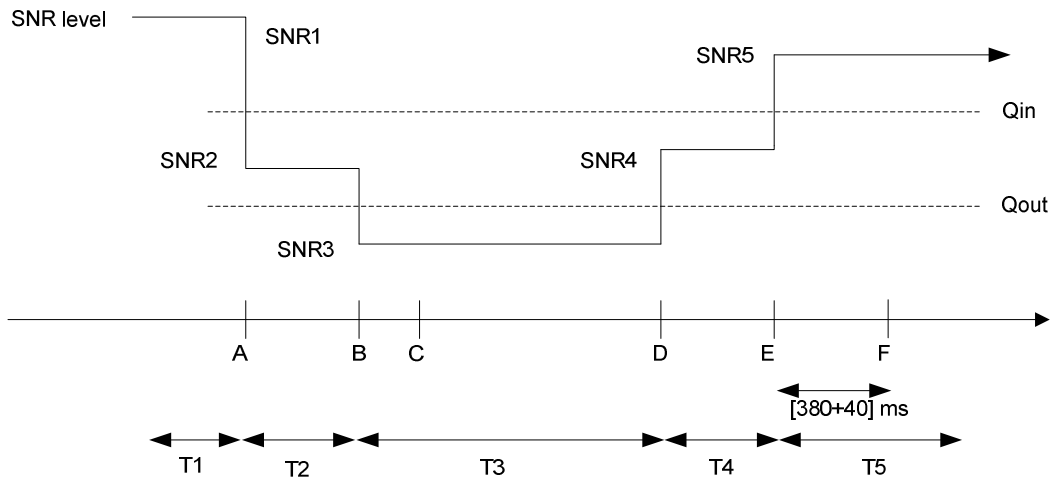 SNR level
SNR1
SNR5
Qin
SNR2
SNR4
Qout
SNR3
A
B
C
D
E
F
[380+40] ms
T1
T2
T3
T4
T5